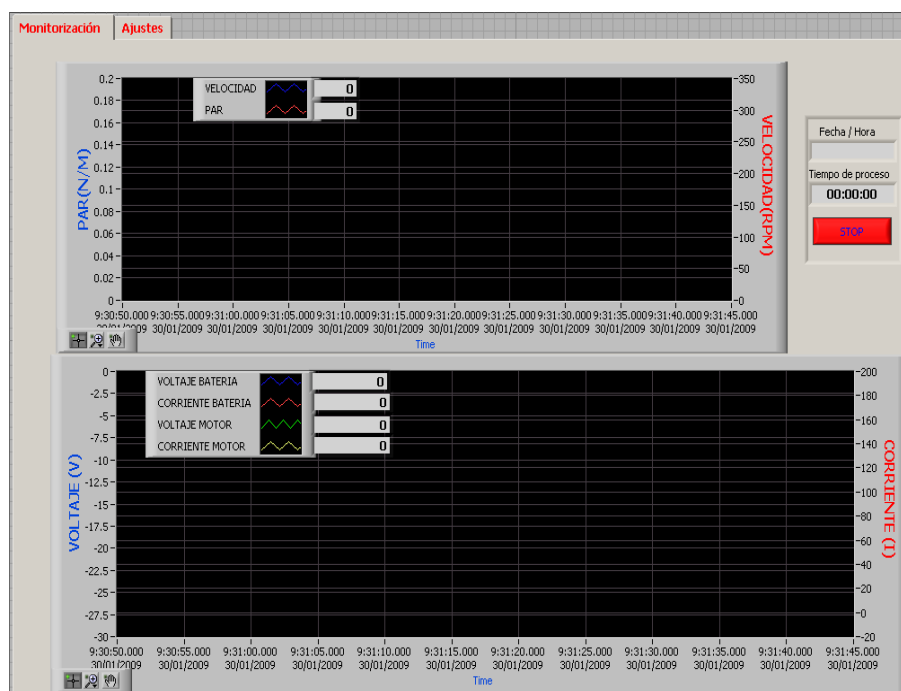 Monitorización Ajustes
VELOCIDAD 0
PAR 0
0.2
0.18
0.16
0.14
0.12
0.1
0.08
0.06
0.04
0.02
0
PAR(N/M)
350
300
250
200
150
100
50
0
VELOCIDAD(RPM)
9:30:50.000 9:30:55.000 9:31:00.000 9:31:05.000 9:31:10.000 9:31:15.000 9:31:20.000 9:31:25.000 9:31:30.000 9:31:35.000 9:31:40.000 9:31:45.000
30/01/2009 30/01/2009 30/01/2009 30/01/2009 30/01/2009 30/01/2009 30/01/2009 30/01/2009 30/01/2009 30/01/2009 30/01/2009 30/01/2009
Time
Fecha / Hora
Tiempo de proceso
00:00:00
STOP
VOLTAJE BATERIA 0
CORRIENTE BATERIA 0
VOLTAJE MOTOR 0
CORRIENTE MOTOR 0
0
-2.5
-5
-7.5
-10
-12.5
-15
-17.5
-20
-22.5
-25
-27.5
-30
VOLTAJE (V)
200
180
160
140
120
100
80
60
40
20
0
-20
CORRIENTE (I)
9:30:50.000 9:30:55.000 9:31:00.000 9:31:05.000 9:31:10.000 9:31:15.000 9:31:20.000 9:31:25.000 9:31:30.000 9:31:35.000 9:31:40.000 9:31:45.000
30/01/2009 30/01/2009 30/01/2009 30/01/2009 30/01/2009 30/01/2009 30/01/2009 30/01/2009 30/01/2009 30/01/2009 30/01/2009 30/01/2009
Time